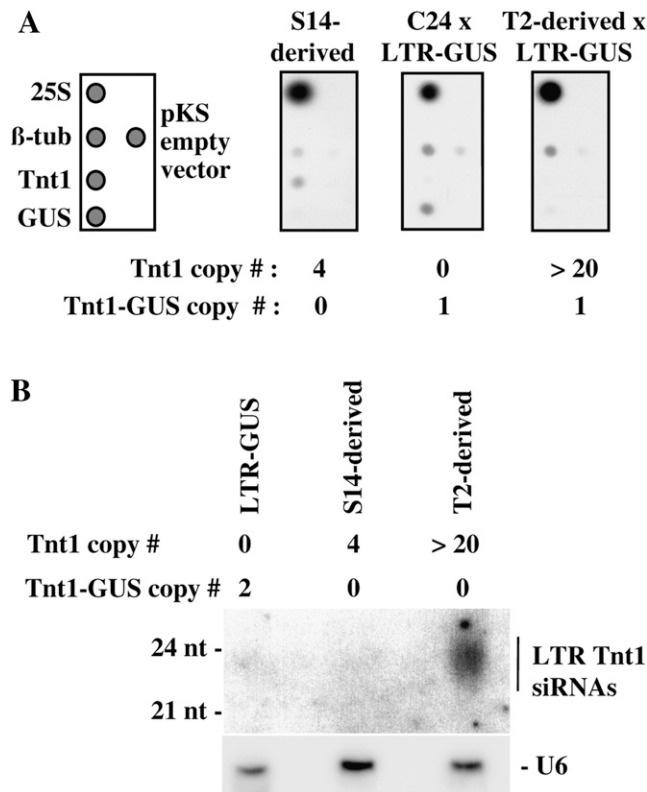 A
S14-
derived
C24 x
LTR-GUS
T2-derived x
LTR-GUS
25S
ß-tub
Tnt1
GUS
pKS
empty
vector
Tnt1 copy # : 4 0 > 20
Tnt1-GUS copy # : 0 1 1
B
LTR-GUS
S14-derived
T2-derived
Tnt1 copy # 0 4 > 20
Tnt1-GUS copy # 2 0 0
24 nt -
21 nt -
LTR Tnt1
siRNAs
- U6